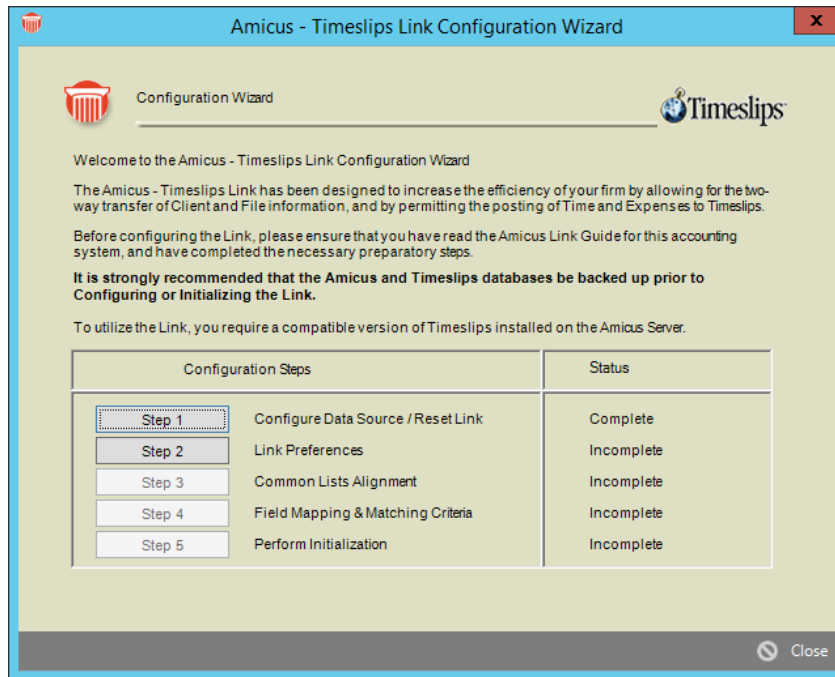 Amicus - Timeslips Link Configuration Wizard
x
Configuration Wizard
Timeslips
Welcome to the Amicus - Timeslips Link Configuration Wizard
The Amicus - Timeslips Link has been designed to increase the efficiency of your firm by allowing for the two-
way transfer of Client and File information, and by permitting the posting of Time and Expenses to Timeslips.
Before configuring the Link, please ensure that you have read the Amicus Link Guide for this accounting
system, and have completed the necessary preparatory steps.
It is strongly recommended that the Amicus and Timeslips databases be backed up prior to
Configuring or Initializing the Link.
To utilize the Link, you require a compatible version of Timeslips installed on the Amicus Server.
Configuration Steps Status
Step 1 Configure Data Source / Reset Link Complete
Step 2 Link Preferences Incomplete
Step 3 Common Lists Alignment Incomplete
Step 4 Field Mapping & Matching Criteria Incomplete
Step 5 Perform Initialization Incomplete
Close